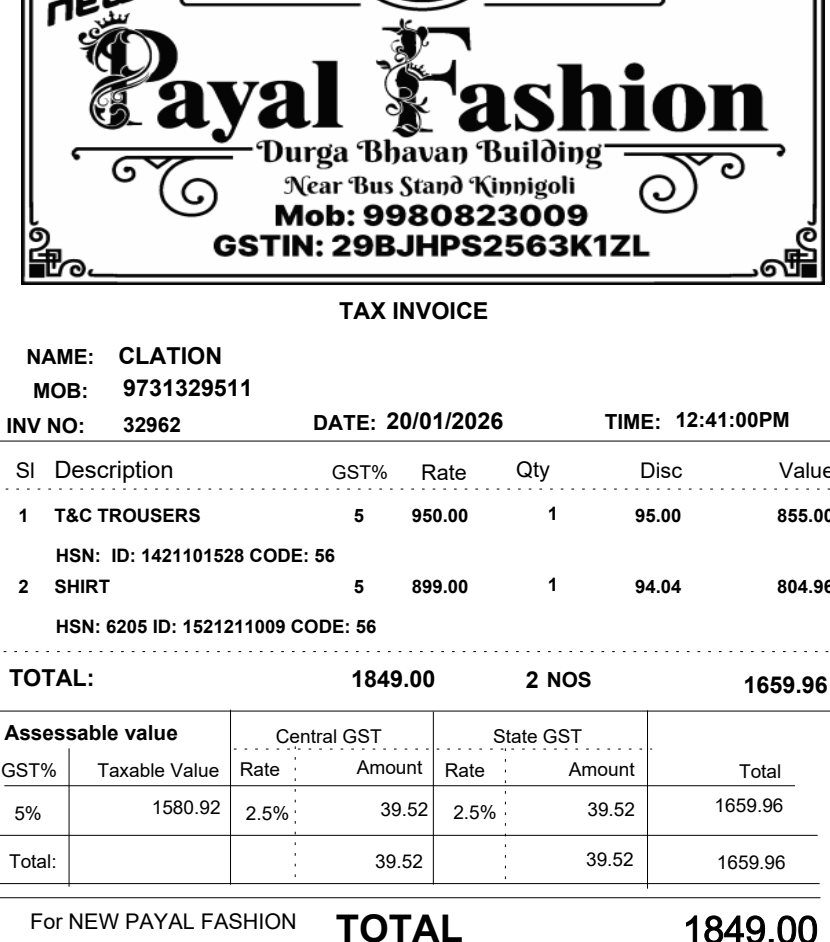 new
Payal Fashion
Durga Bhavan Building
Near Bus Stand Kinnigoli
Mob: 9980823009
GSTIN: 29BJHPS2563K1ZL
TAX INVOICE
NAME: CLATION
MOB: 9731329511
INV NO: 32962 DATE: 20/01/2026 TIME: 12:41:00PM
Sl Description GST% Rate Qty Disc Value
1 T&C TROUSERS 5 950.00 1 95.00 855.00
HSN: ID: 1421101528 CODE: 56
2 SHIRT 5 899.00 1 94.04 804.96
HSN: 6205 ID: 1521211009 CODE: 56
TOTAL: 1849.00 2 NOS 1659.96
Assessable value Central GST State GST
GST% Taxable Value Rate Amount Rate Amount Total
5% 1580.92 2.5% 39.52 2.5% 39.52 1659.96
Total: 39.52 39.52 1659.96
For NEW PAYAL FASHION TOTAL 1849.00